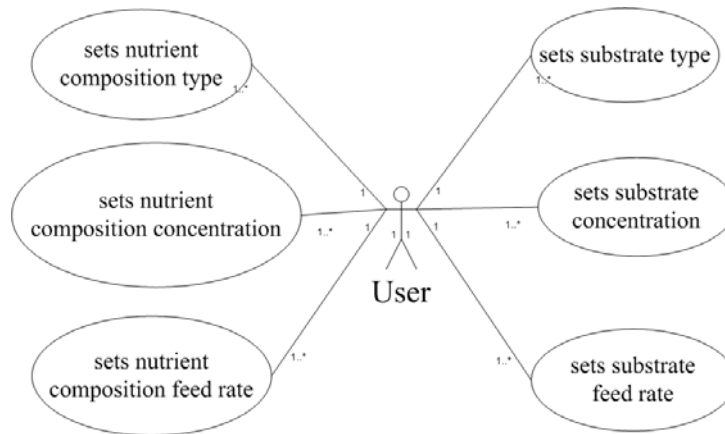 sets nutrient
composition type
1..*
sets substrate type
1..*
1
1
sets nutrient
composition concentration
1..*
1
1
1
1
sets substrate
concentration
1..*
User
sets nutrient
composition feed rate
1..*
sets substrate
feed rate
1..*